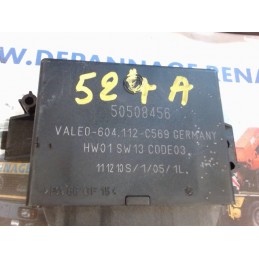 WWW.DEPANNAGE-RENA
524 A
50508456
VALEO-604.112-C569 GERMANY
HW01 SW13 CODE03
111210S/1/05/1L.